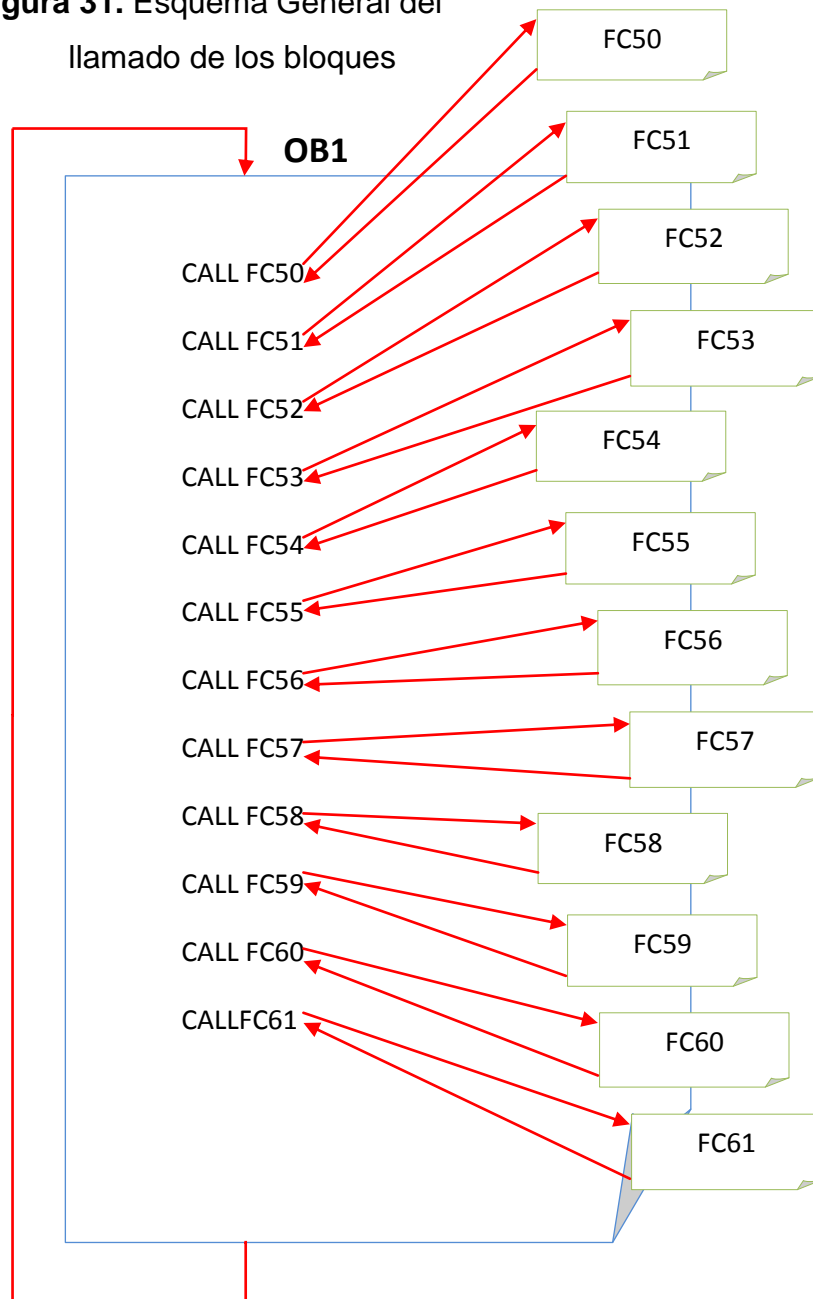 gura 31. Esquema General del
llamado de los bloques
OB1
CALL FC50
CALL FC51
CALL FC52
CALL FC53
CALL FC54
CALL FC55
CALL FC56
CALL FC57
CALL FC58
CALL FC59
CALL FC60
CALLFC61
FC50
FC51
FC52
FC53
FC54
FC55
FC56
FC57
FC58
FC59
FC60
FC61